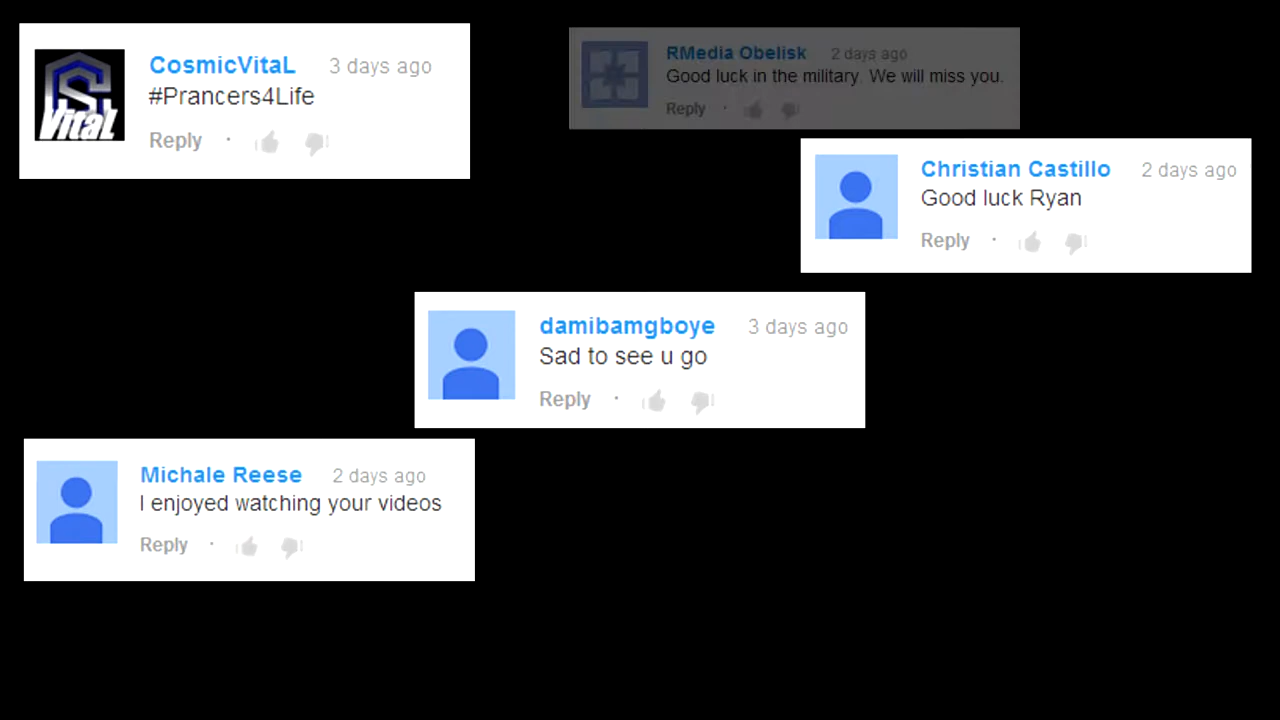 CosmicVitaL 3 days ago
#Prancers4Life
Reply
VitaL
RMedia Obelisk 2 days ago
Good luck in the military. We will miss you.
Reply
Christian Castillo 2 days ago
Good luck Ryan
Reply
damibamgboye 3 days ago
Sad to see u go
Reply
Michale Reese 2 days ago
I enjoyed watching your videos
Reply